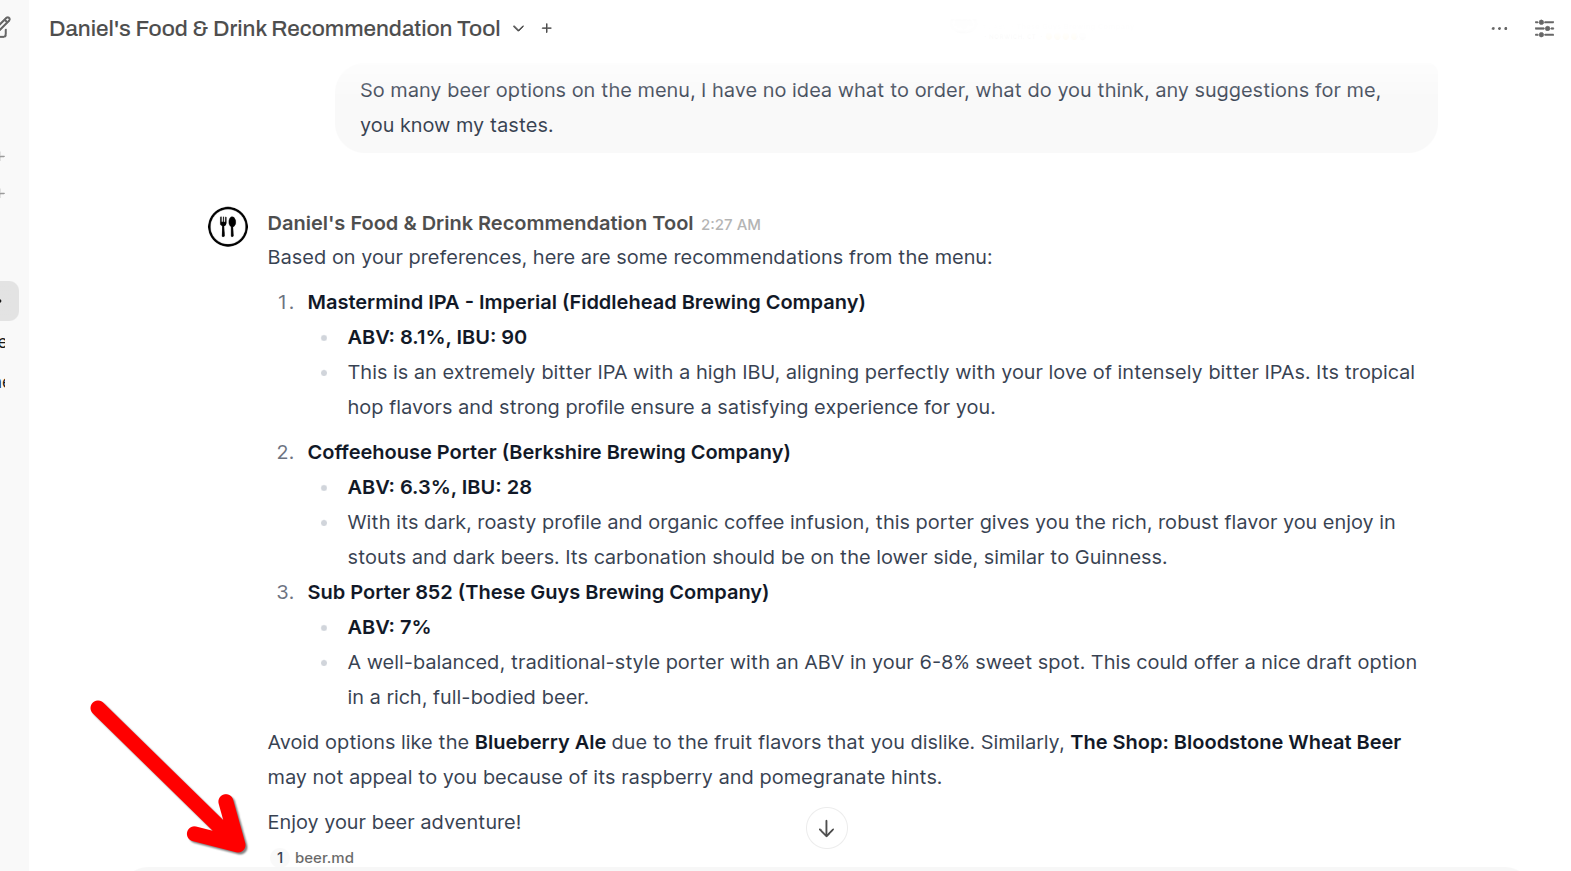 Daniel's Food & Drink Recommendation Tool
So many beer options on the menu, I have no idea what to order, what do you think, any suggestions for me,
you know my tastes.
Daniel's Food & Drink Recommendation Tool 2:27 AM
Based on your preferences, here are some recommendations from the menu:
1. Mastermind IPA - Imperial (Fiddlehead Brewing Company)
ABV: 8.1%, IBU: 90
This is an extremely bitter IPA with a high IBU, aligning perfectly with your love of intensely bitter IPAs. Its tropical
hop flavors and strong profile ensure a satisfying experience for you.
2. Coffeehouse Porter (Berkshire Brewing Company)
ABV: 6.3%, IBU: 28
With its dark, roasty profile and organic coffee infusion, this porter gives you the rich, robust flavor you enjoy in
stouts and dark beers. Its carbonation should be on the lower side, similar to Guinness.
3. Sub Porter 852 (These Guys Brewing Company)
ABV: 7%
A well-balanced, traditional-style porter with an ABV in your 6-8% sweet spot. This could offer a nice draft option
in a rich, full-bodied beer.
Avoid options like the Blueberry Ale due to the fruit flavors that you dislike. Similarly, The Shop: Bloodstone Wheat Beer
may not appeal to you because of its raspberry and pomegranate hints.
Enjoy your beer adventure!
1 beer.md